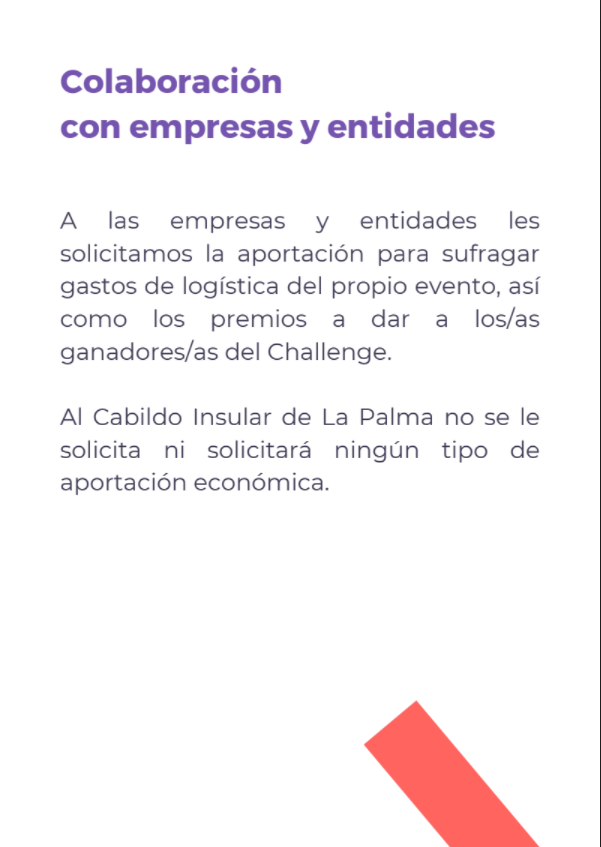 Colaboración
con empresas y entidades
A las empresas y entidades les
solicitamos la aportación para sufragar
gastos de logística del propio evento, así
como los premios a dar a los/as
ganadores/as del Challenge.
Al Cabildo Insular de La Palma no se le
solicita ni solicitará ningún tipo de
aportación económica.